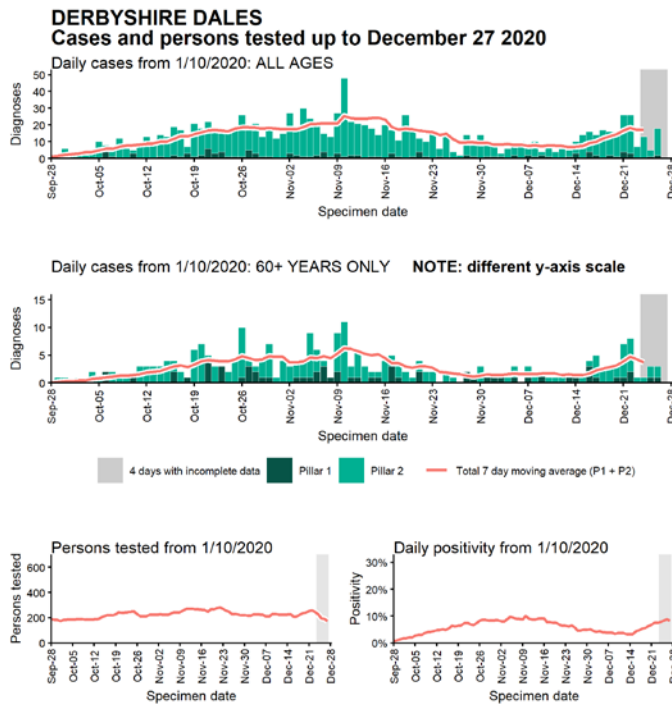 DERBYSHIRE DALES
Cases and persons tested up to December 27 2020
Daily cases from 1/10/2020: ALL AGES
Diagnoses
50
40
30
20
10
0
Sep-28 Oct-05 Oct-12 Oct-19 Oct-26 Nov-02 Nov-09 Nov-16 Nov-23 Nov-30 Dec-07 Dec-14 Dec-21 Dec-28
Specimen date
Daily cases from 1/10/2020: 60+ YEARS ONLY NOTE: different y-axis scale
Diagnoses
15
10
5
0
Sep-28 Oct-05 Oct-12 Oct-19 Oct-26 Nov-02 Nov-09 Nov-16 Nov-23 Nov-30 Dec-07 Dec-14 Dec-21 Dec-28
Specimen date
4 days with incomplete data Pillar 1 Pillar 2 Total 7 day moving average (P1 + P2)
Persons tested from 1/10/2020
Persons tested
600
400
200
0
Sep-28 Oct-05 Oct-12 Oct-19 Oct-26 Nov-02 Nov-09 Nov-16 Nov-23 Nov-30 Dec-07 Dec-14 Dec-21 Dec-28
Specimen date
Daily positivity from 1/10/2020
Positivity
30%
20%
10%
0%
Sep-28 Oct-05 Oct-12 Oct-19 Oct-26 Nov-02 Nov-09 Nov-16 Nov-23 Nov-30 Dec-07 Dec-14 Dec-21 Dec-28
Specimen date